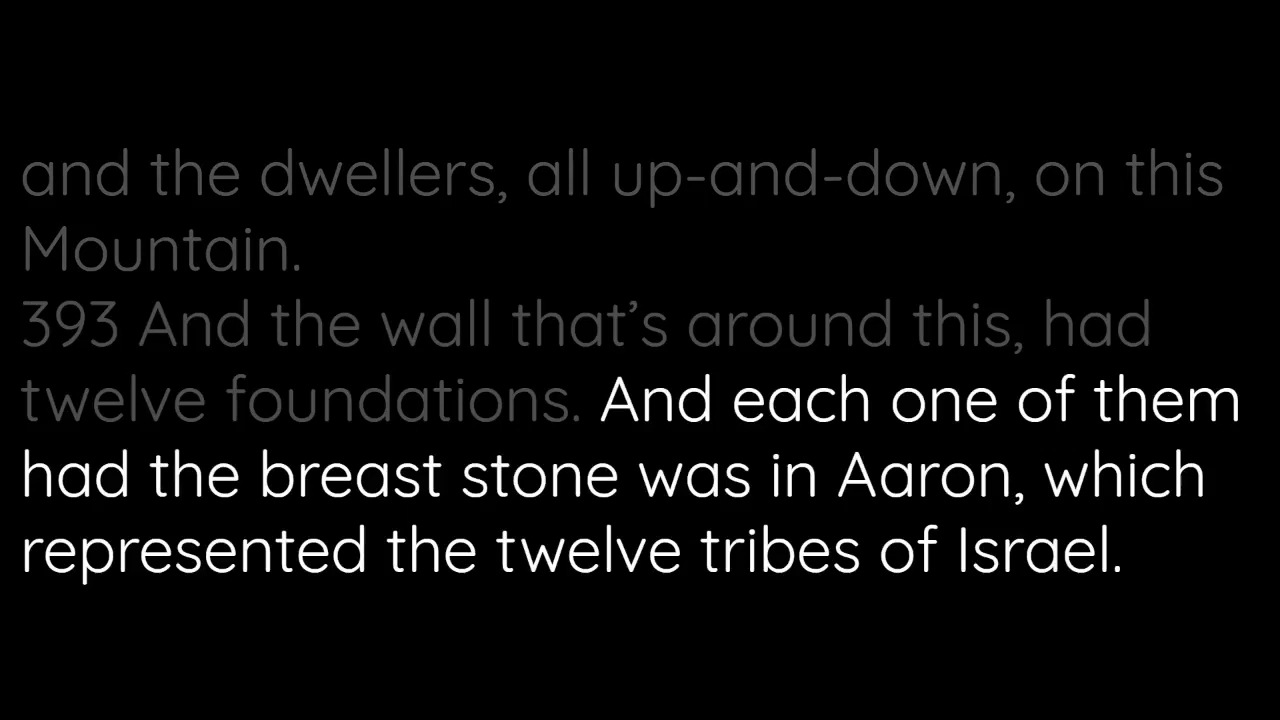 and the dwellers, all up-and-down, on this
Mountain.
393 And the wall that’s around this, had
twelve foundations. And each one of them
had the breast stone was in Aaron, which
represented the twelve tribes of Israel.